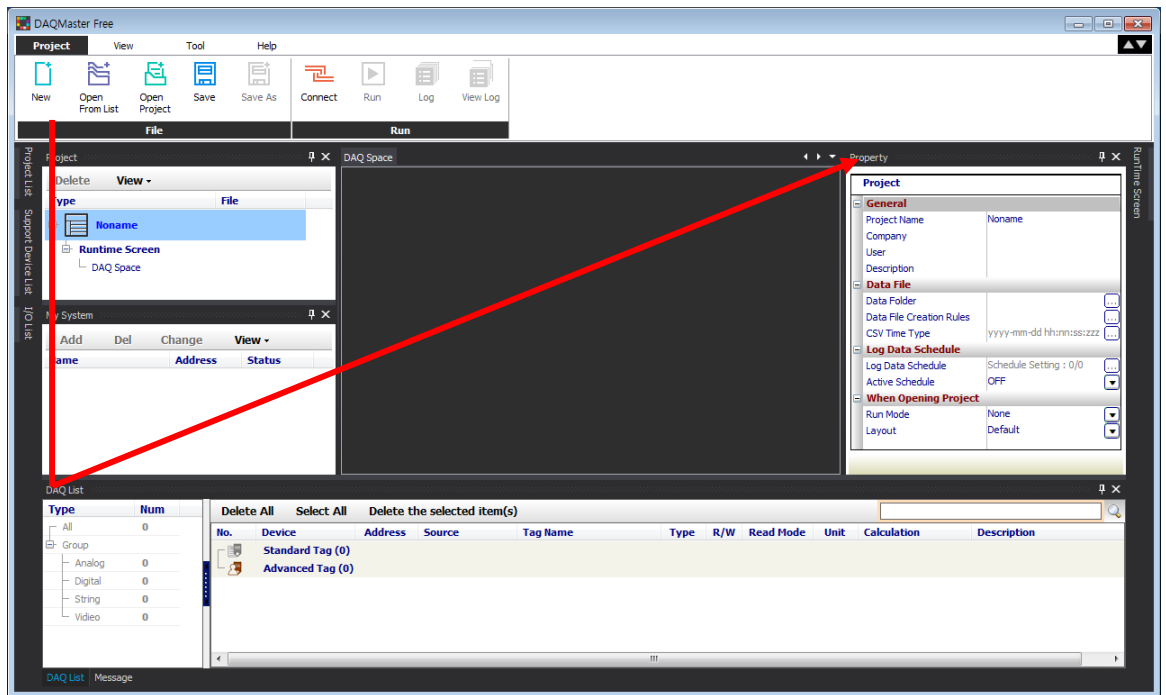 DAQMaster Free
Project View Tool Help
New Open From List Open Project Save Save As Connect Run Log View Log
File Run
Project List
Support Device List
I/O List
Project
Delete View
Type File
Noname
Runtime Screen
DAQ Space
My System
Add Del Change View
Name Address Status
DAQ Space
Property
Project
General
Project Name Noname
Company
User
Description
Data File
Data Folder ...
Data File Creation Rules ...
CSV Time Type yyyy-mm-dd hh:nn:ss:zzz ...
Log Data Schedule
Log Data Schedule Schedule Setting : 0/0 ...
Active Schedule OFF
When Opening Project
Run Mode None
Layout Default
RunTime Screen
DAQ List
Type Num
All 0
Group
Analog 0
Digital 0
String 0
Vidieo 0
Delete All Select All Delete the selected item(s)
No. Device Address Source Tag Name Type R/W Read Mode Unit Calculation Description
Standard Tag (0)
Advanced Tag (0)
DAQ List Message